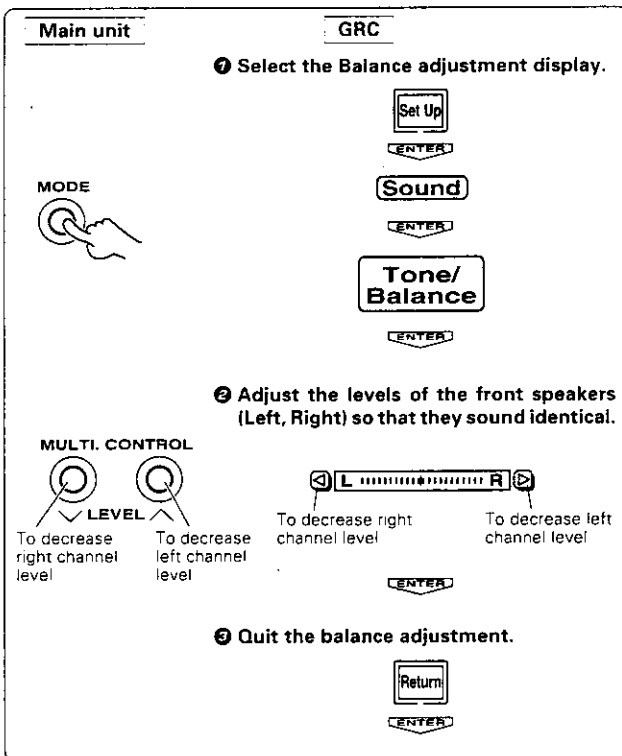 Main unit
GRC
❶ Select the Balance adjustment display.
Set Up
ENTER
MODE
Sound
ENTER
Tone/
Balance
ENTER
❷ Adjust the levels of the front speakers
(Left, Right) so that they sound identical.
MULTI. CONTROL
LEVEL
To decrease
right channel
level
To decrease
left channel
level
L R
To decrease right
channel level
To decrease left
channel level
ENTER
❸ Quit the balance adjustment.
Return
ENTER